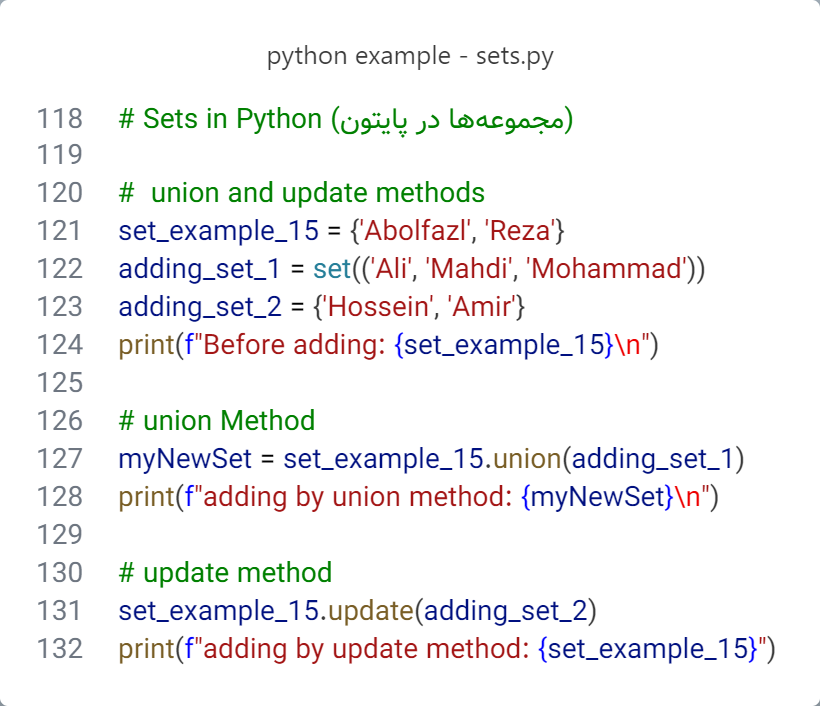 python example - sets.py
118 # Sets in Python (مجموعه‌ها در پایتون)
119
120 #  union and update methods
121 set_example_15 = {'Abolfazl', 'Reza'}
122 adding_set_1 = set(('Ali', 'Mahdi', 'Mohammad'))
123 adding_set_2 = {'Hossein', 'Amir'}
124 print(f"Before adding: {set_example_15}\n")
125
126 # union Method
127 myNewSet = set_example_15.union(adding_set_1)
128 print(f"adding by union method: {myNewSet}\n")
129
130 # update method
131 set_example_15.update(adding_set_2)
132 print(f"adding by update method: {set_example_15}")